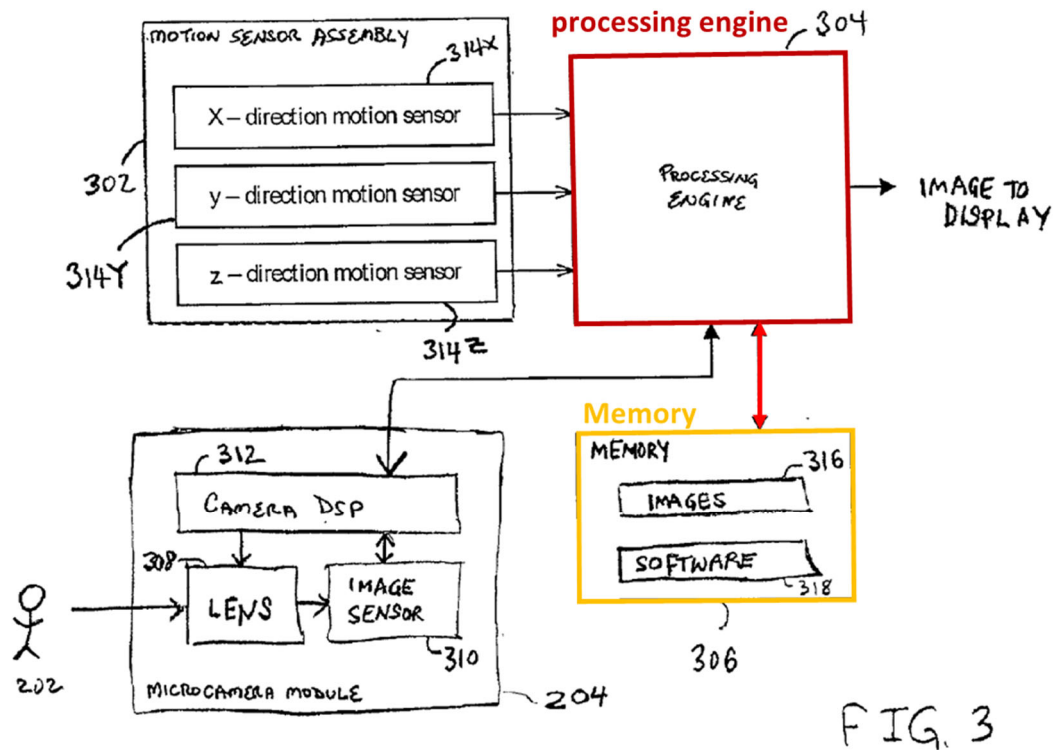 processing engine
304
MOTION SENSOR ASSEMBLY
314X
X – direction motion sensor
302
y – direction motion sensor
314Y
z – direction motion sensor
314Z
PROCESSING
ENGINE
IMAGE TO
DISPLAY
Memory
MEMORY
316
IMAGES
SOFTWARE
318
306
312
CAMERA DSP
308
LENS
IMAGE
SENSOR
310
202
MICROCAMERA MODULE
204
FIG. 3